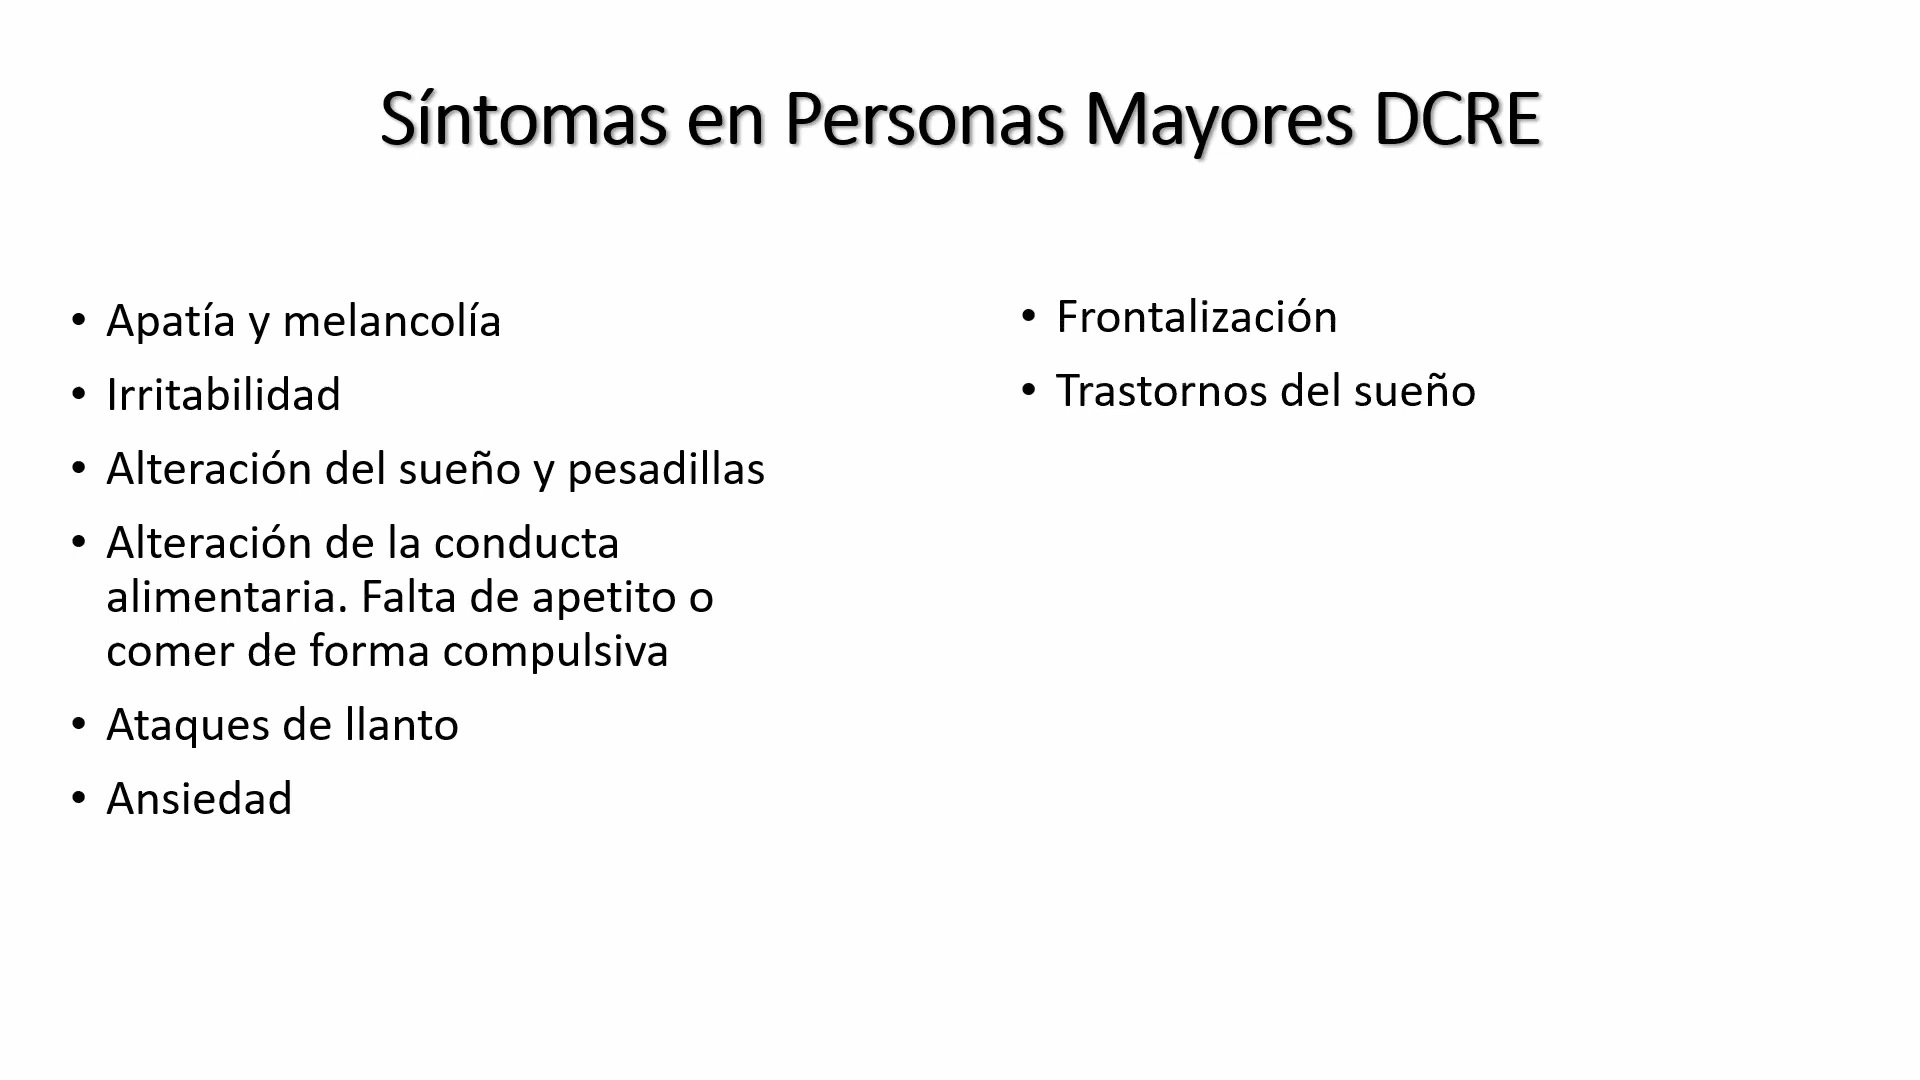 Síntomas en Personas Mayores DCRE
• Apatía y melancolía
• Irritabilidad
• Alteración del sueño y pesadillas
• Alteración de la conducta
alimentaria. Falta de apetito o
comer de forma compulsiva
• Ataques de llanto
• Ansiedad
• Frontalización
• Trastornos del sueño